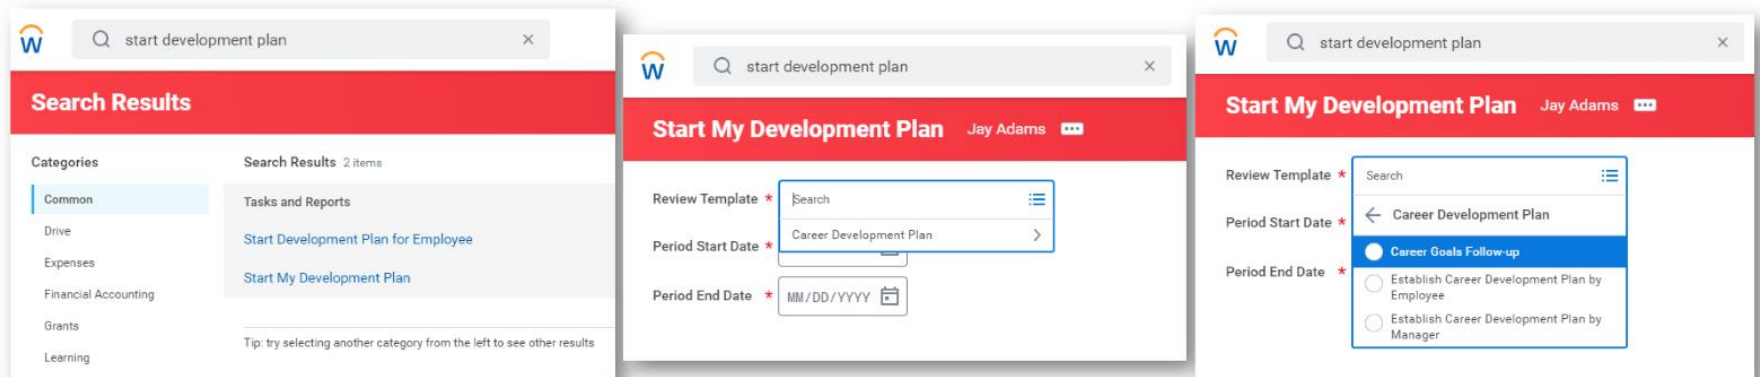 start development plan
Search Results
Categories
Common
Drive
Expenses
Financial Accounting
Grants
Learning
Search Results 2 items
Tasks and Reports
Start Development Plan for Employee
Start My Development Plan
Tip: try selecting another category from the left to see other results
start development plan
Start My Development Plan Jay Adams
Review Template *
Search
Career Development Plan
Period Start Date *
Period End Date *
MM/DD/YYYY
start development plan
Start My Development Plan Jay Adams
Review Template *
Search
Career Development Plan
Period Start Date *
Career Goals Follow-up
Period End Date *
Establish Career Development Plan by
Employee
Establish Career Development Plan by
Manager